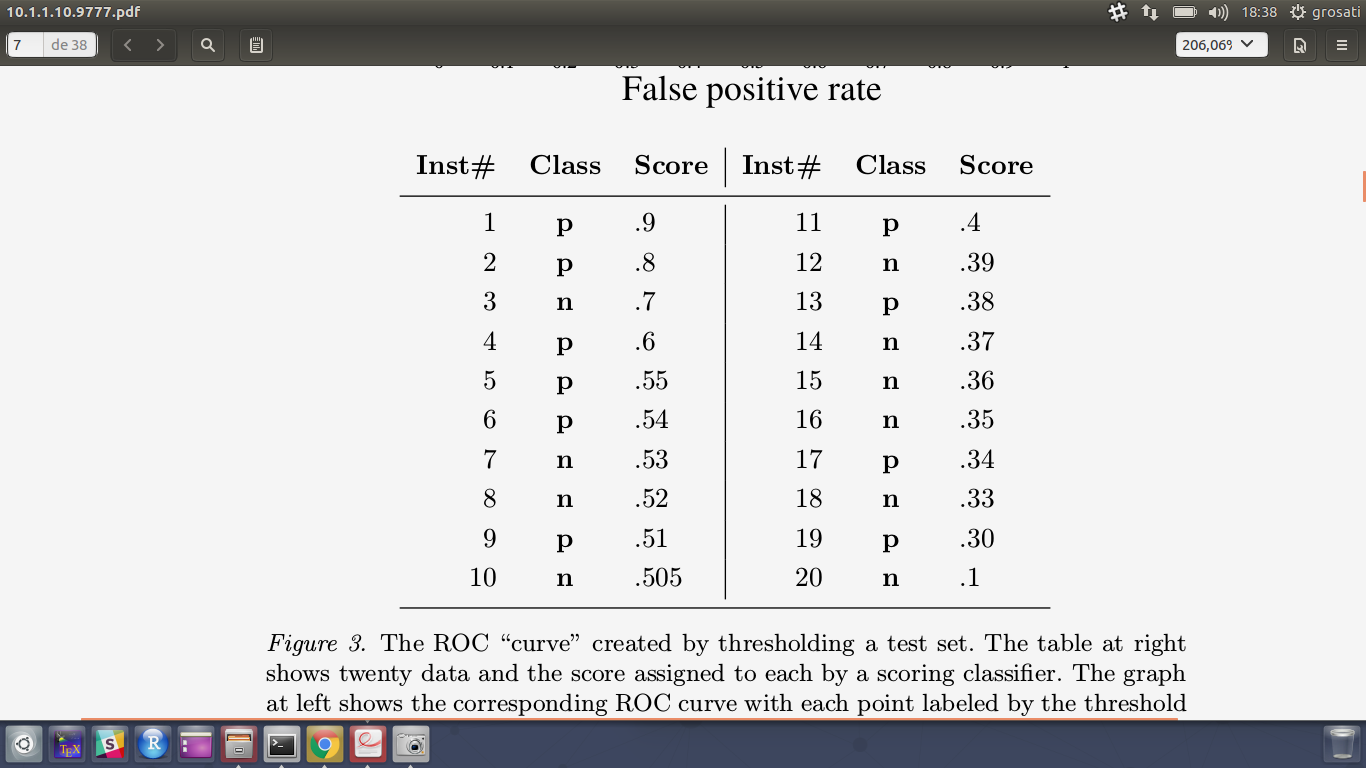 10.1.1.10.9777.pdf 18:38 grosati
7 de 38 206,06%
False positive rate
Inst# Class Score Inst# Class Score
1 p .9 11 p .4
2 p .8 12 n .39
3 n .7 13 p .38
4 p .6 14 n .37
5 p .55 15 n .36
6 p .54 16 n .35
7 n .53 17 p .34
8 n .52 18 n .33
9 p .51 19 p .30
10 n .505 20 n .1
Figure 3. The ROC “curve” created by thresholding a test set. The table at right
shows twenty data and the score assigned to each by a scoring classifier. The graph
at left shows the corresponding ROC curve with each point labeled by the threshold
TEX S R